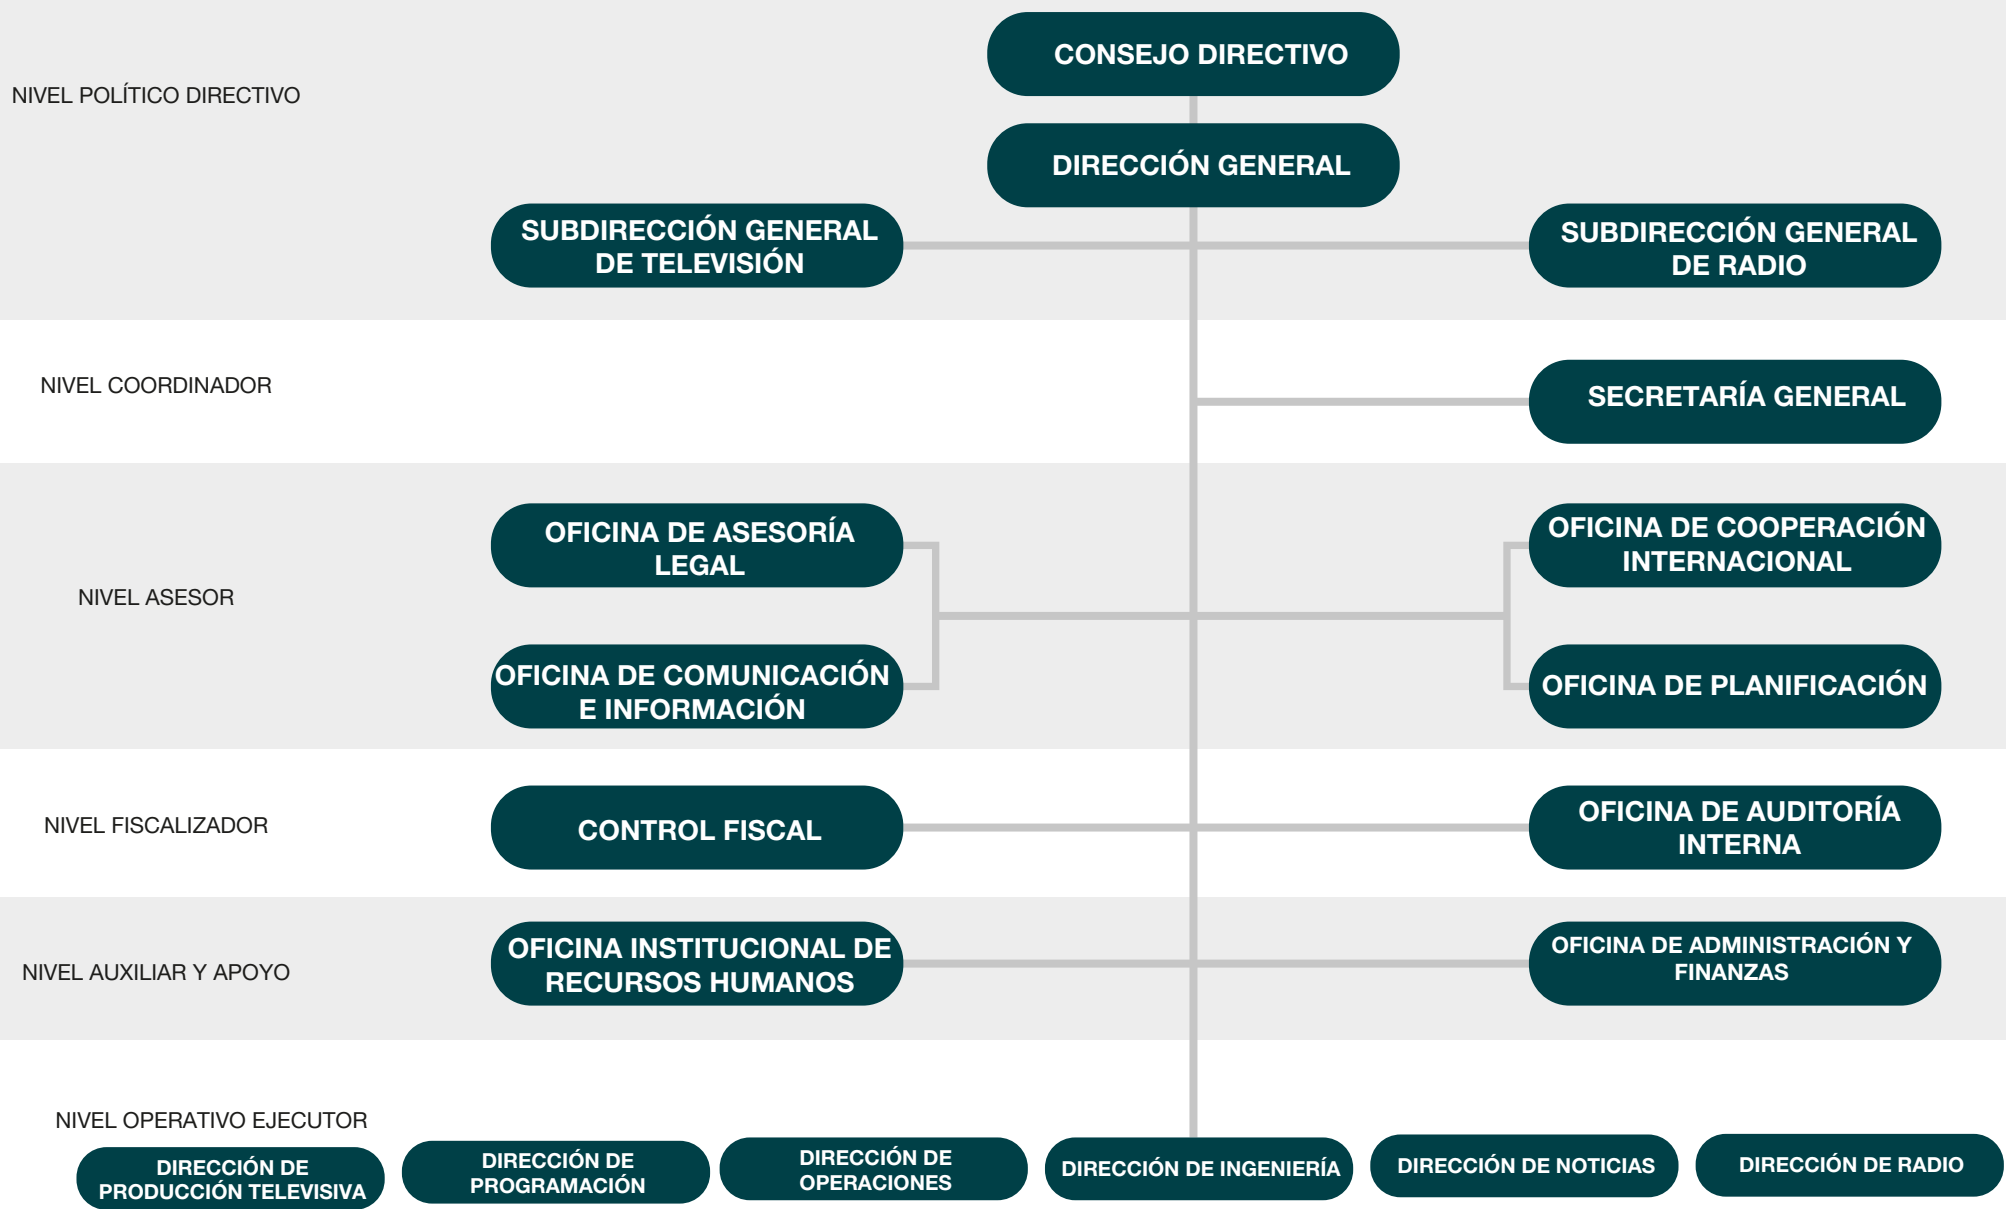 CONSEJO DIRECTIVO
NIVEL POLÍTICO DIRECTIVO
DIRECCIÓN GENERAL
SUBDIRECCIÓN GENERAL
DE TELEVISIÓN
SUBDIRECCIÓN GENERAL
DE RADIO
NIVEL COORDINADOR
SECRETARÍA GENERAL
NIVEL ASESOR
OFICINA DE ASESORÍA
LEGAL
OFICINA DE COOPERACIÓN
INTERNACIONAL
OFICINA DE COMUNICACIÓN
E INFORMACIÓN
OFICINA DE PLANIFICACIÓN
NIVEL FISCALIZADOR
CONTROL FISCAL
OFICINA DE AUDITORÍA
INTERNA
NIVEL AUXILIAR Y APOYO
OFICINA INSTITUCIONAL DE
RECURSOS HUMANOS
OFICINA DE ADMINISTRACIÓN Y
FINANZAS
NIVEL OPERATIVO EJECUTOR
DIRECCIÓN DE
PRODUCCIÓN TELEVISIVA
DIRECCIÓN DE
PROGRAMACIÓN
DIRECCIÓN DE
OPERACIONES
DIRECCIÓN DE INGENIERÍA
DIRECCIÓN DE NOTICIAS
DIRECCIÓN DE RADIO